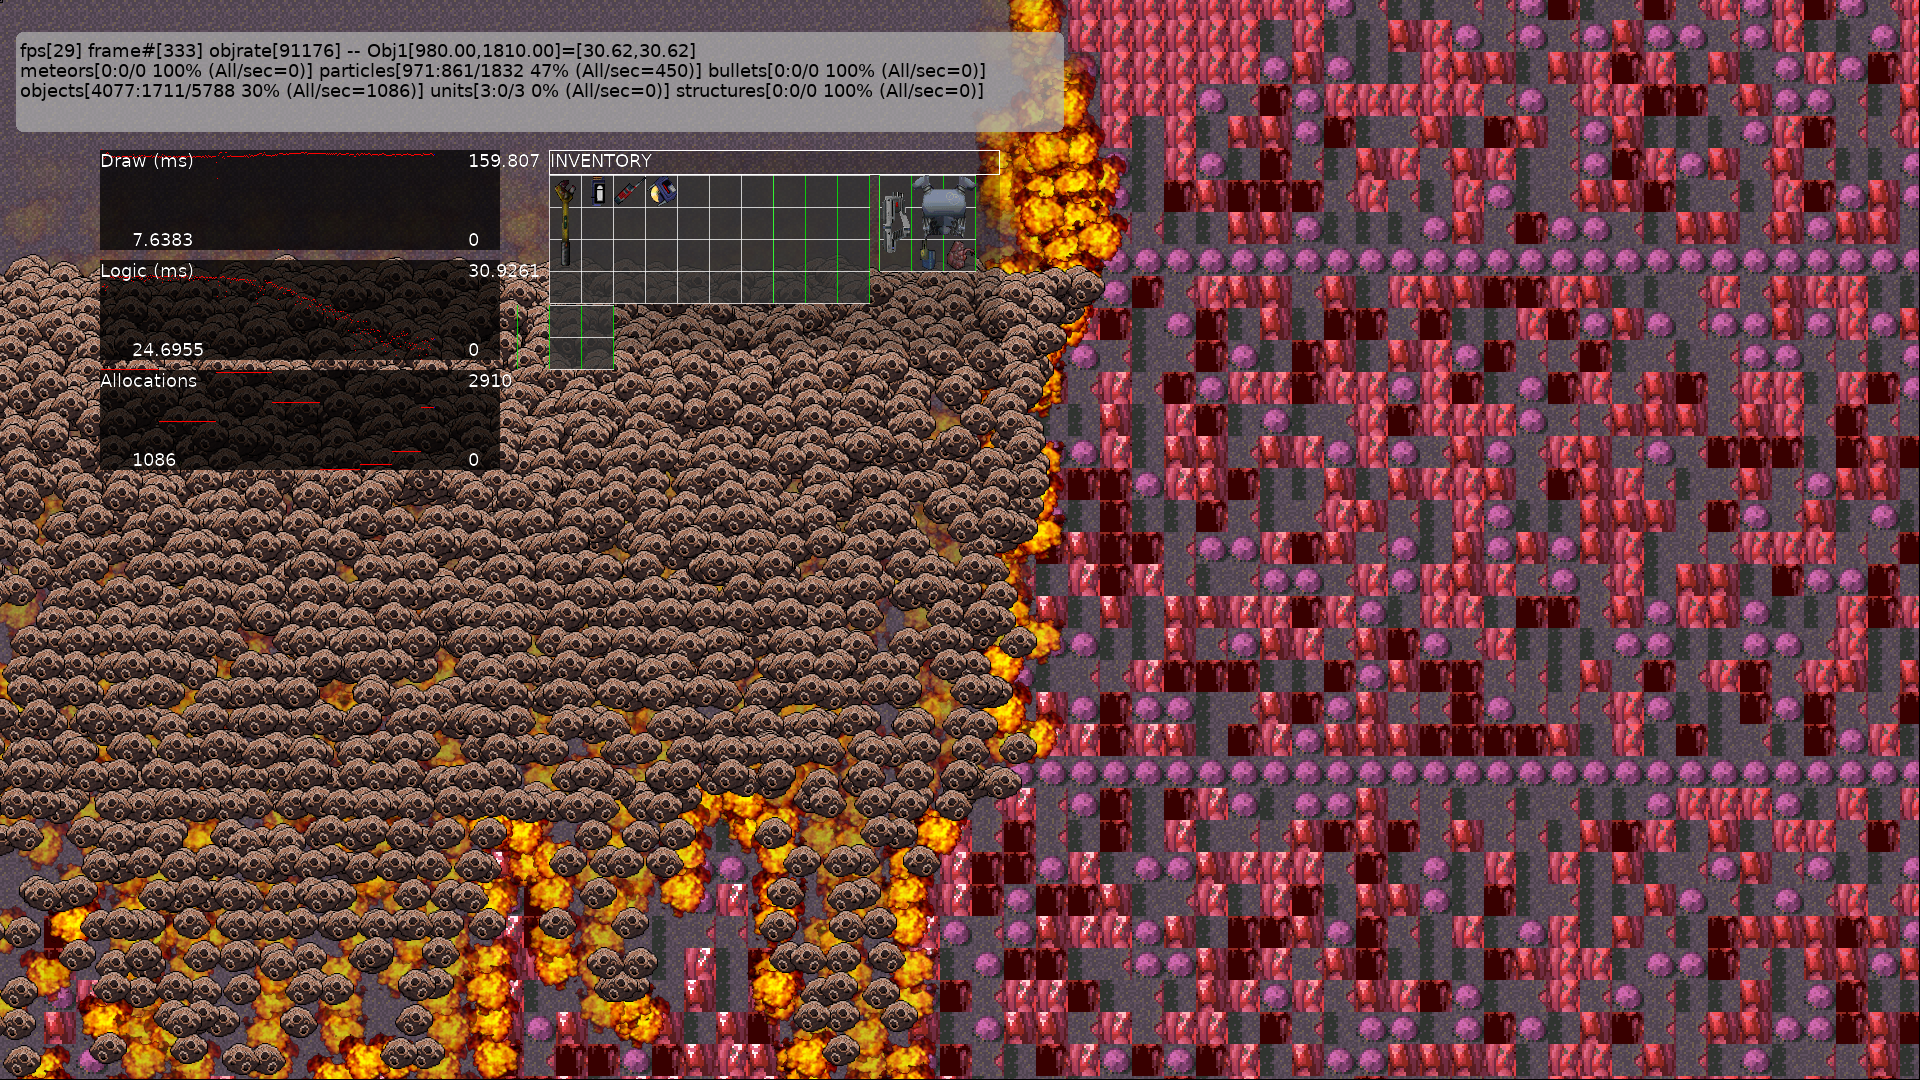 fps[29] frame#[333] objrate[91176] -- Obj1[980.00,1810.00]=[30.62,30.62]
meteors[0:0/0 100% (All/sec=0)] particles[971:861/1832 47% (All/sec=450)] bullets[0:0/0 100% (All/sec=0)]
objects[4077:1711/5788 30% (All/sec=1086)] units[3:0/3 0% (All/sec=0)] structures[0:0/0 100% (All/sec=0)]
Draw (ms) 159.807
7.6383 0
Logic (ms) 30.9261
24.6955 0
Allocations 2910
1086 0
INVENTORY